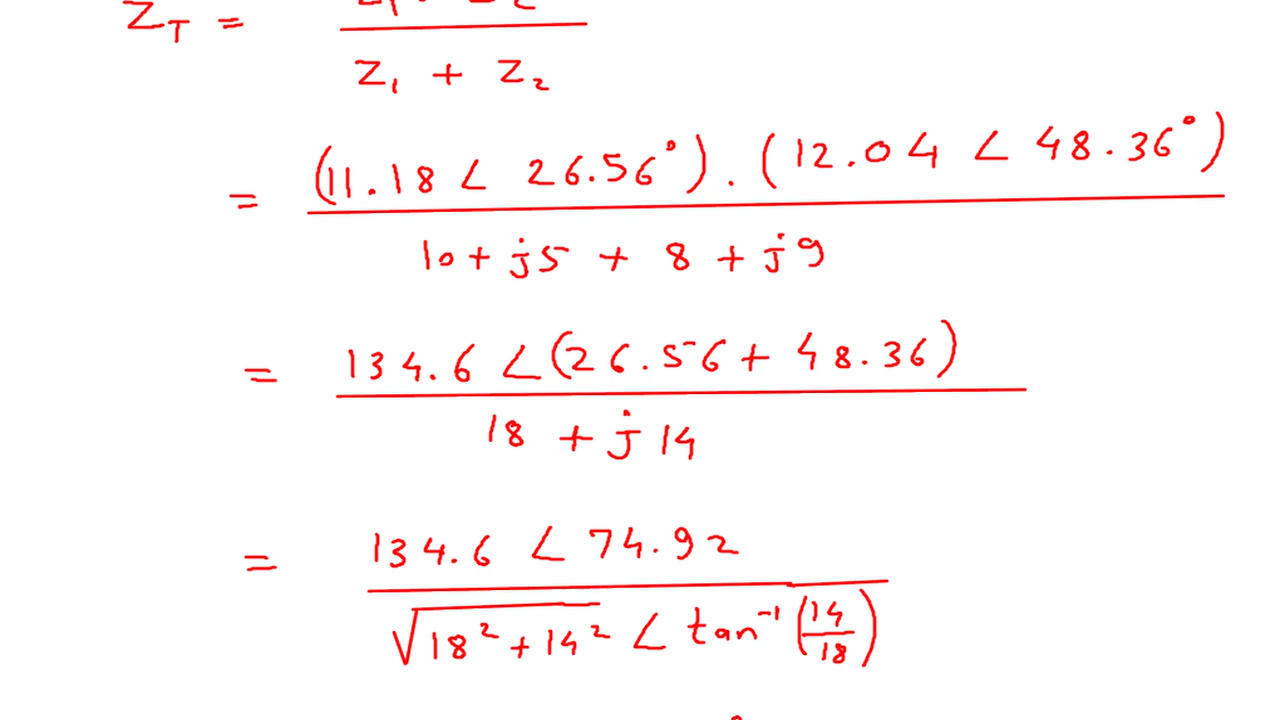 Z_T =
Z₁ + Z₂
= (11.18 ∠ 26.56°) . (12.04 ∠ 48.36°)
10 + j5 + 8 + j9
= 134.6 ∠ (26.56 + 48.36)
18 + j14
= 134.6 ∠ 74.92
√18² + 14² ∠ tan⁻¹ (14/18)